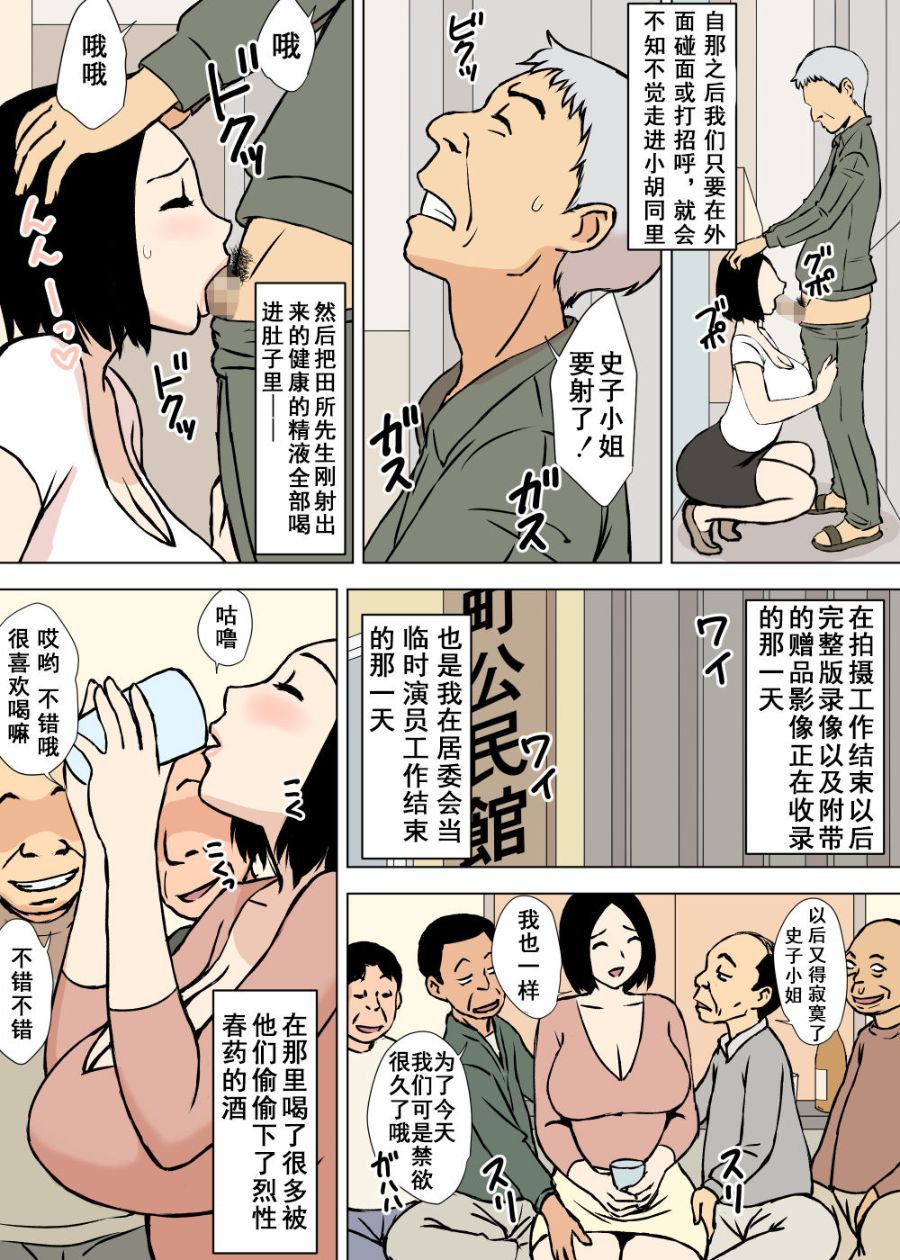 自那之后我们只要在外
面碰面或打招呼，就会
不知不觉走进小胡同里
グポ
ヅポ
ビクッ
史子小姐
要射了！
ガス
ガス
哦
哦哦
ドクッ
んんーっ♡
ドクッ
然后把田所先生刚射出
来的健康的精液全部喝
进肚子里——
在拍摄工作结束以后
完整版录像以及附带
的赠品影像正在收录
的那一天
ワイ
ワイ
町公民館
也是我在居委会当
临时演员工作结束
的那一天
以后又得寂寞了
史子小姐
我也一样
为了今天
我们可是禁欲
很久了哦
ガハハ
スリ
スリ
咕噜
哎哟 不错哦
很喜欢喝嘛
不错不错
在那里喝了很多被
他们偷偷下了烈性
春药的酒